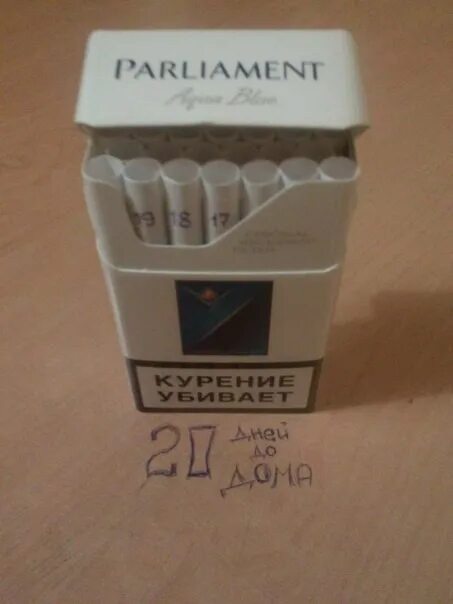 PARLIAMENT
Aqua Blue
19 18 17
КУРЕНИЕ
УБИВАЕТ
20 дней
до
ДОМА